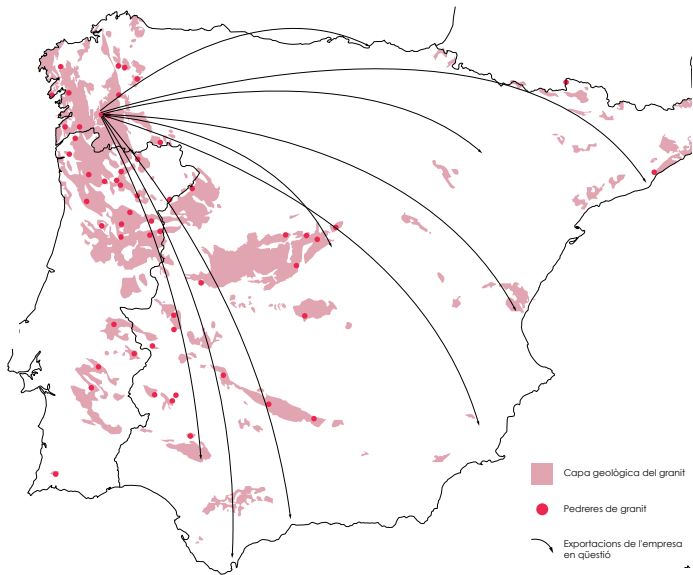 Capa geològica del granit
Pedreres de granit
Exportacions de l'empresa
en qüestió